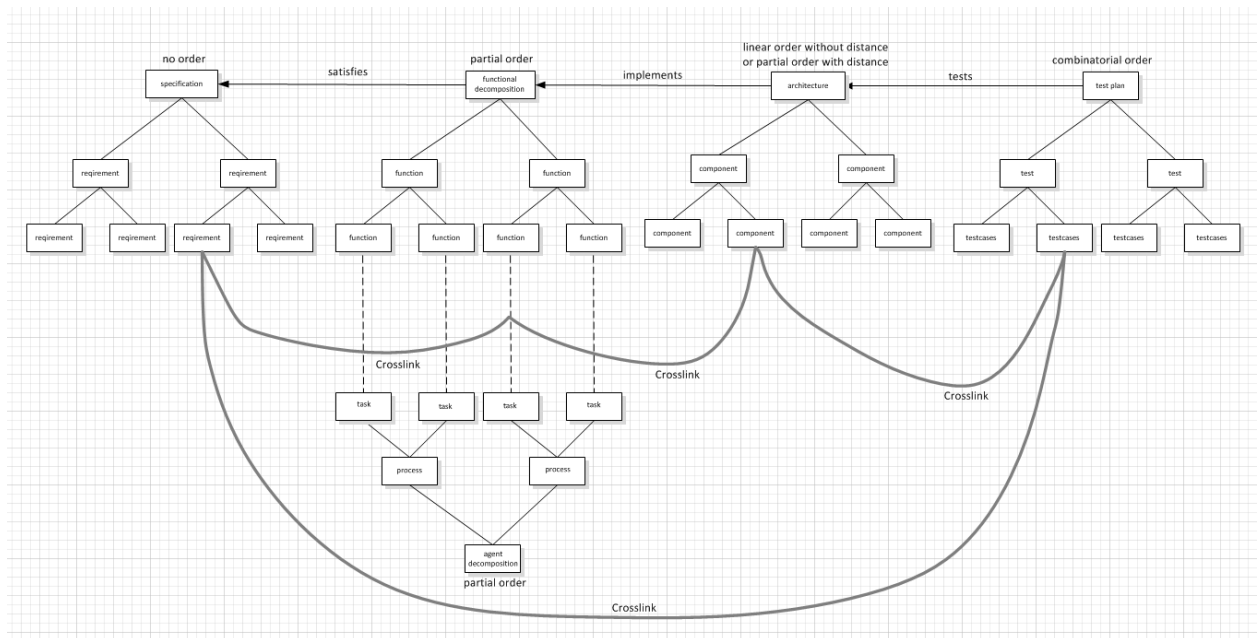 linear order without distance
or partial order with distance
no order
partial order
combinatorial order
satisfies
implements
tests
specification
functional
decomposition
architecture
test plan
reqirement
reqirement
function
function
component
component
test
test
reqirement
reqirement
reqirement
reqirement
function
function
function
function
component
component
component
component
testcases
testcases
testcases
testcases
Crosslink
Crosslink
Crosslink
task
task
task
task
process
process
agent
decomposition
partial order
Crosslink